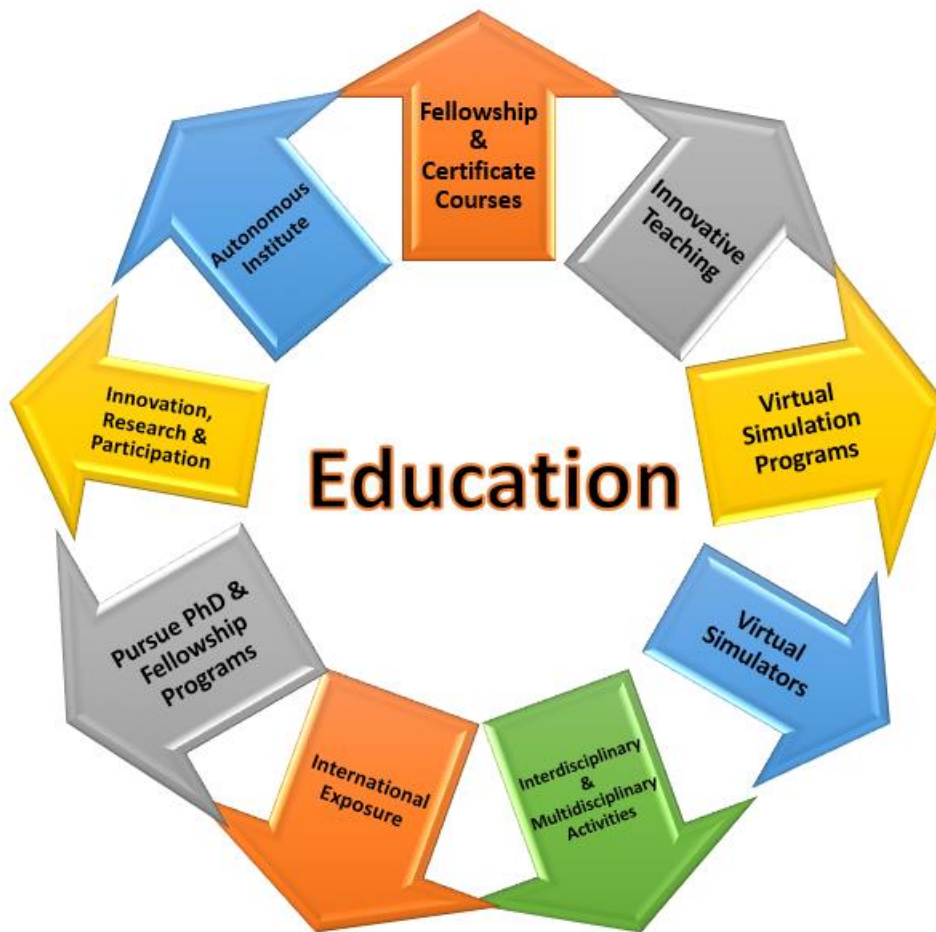 Fellowship
&
Certificate
Courses
Innovative
Teaching
Virtual
Simulation
Programs
Virtual
Simulators
Interdisciplinary
&
Multidisciplinary
Activities
International
Exposure
Pursue PhD &
Fellowship
Programs
Innovation,
Research &
Participation
Autonomous
Institute
Education